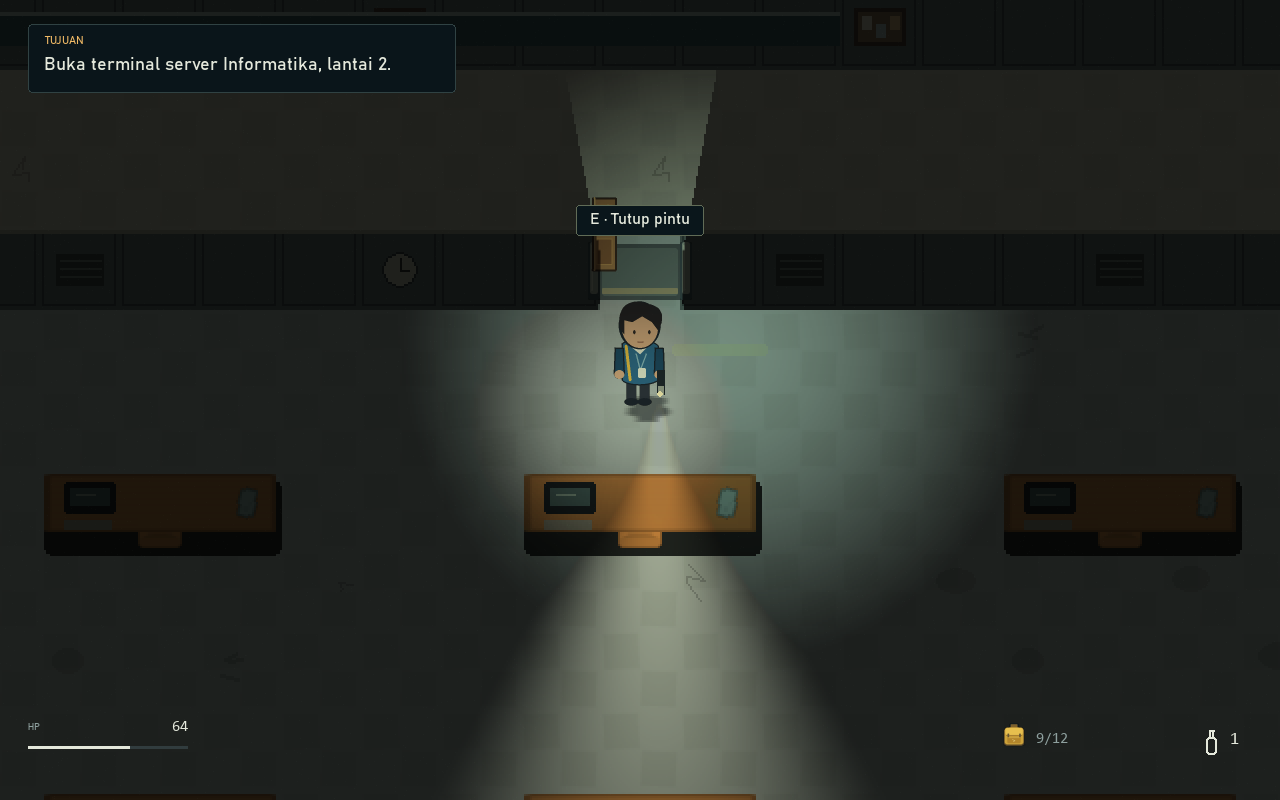 TUJUAN
Buka terminal server Informatika, lantai 2.
E · Tutup pintu
HP
64
9/12
1